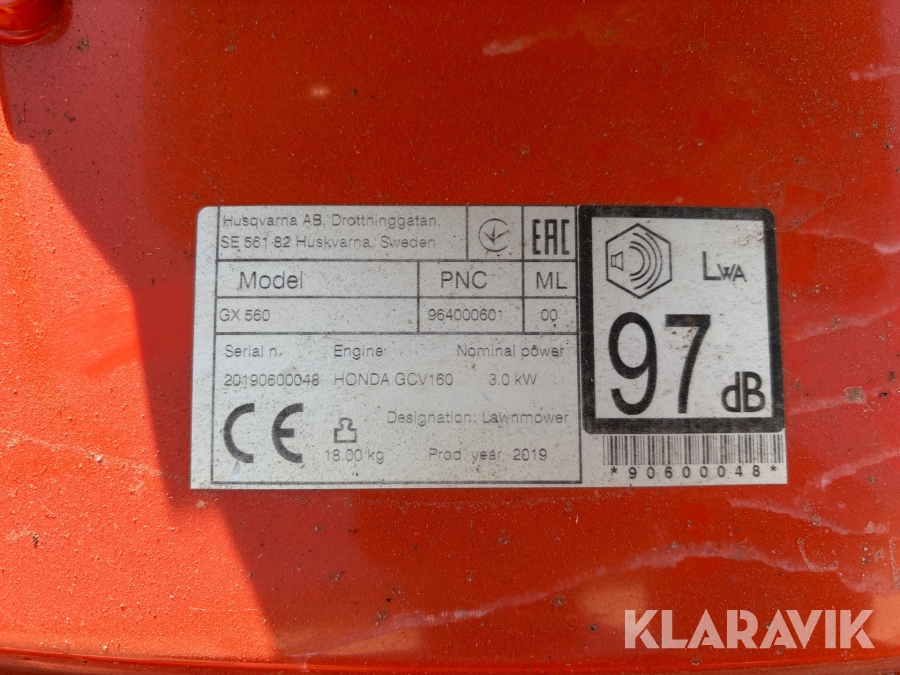 Husqvarna AB, Drottninggatan,
SE 561 82 Huskvarna, Sweden
EAC
Model PNC ML
GX 560 964000601 00
Serial n. Engine Nominal power
20190600048 HONDA GCV160 3.0 kW
CE
Designation: Lawnmower
18.00 kg Prod. year 2019
LWA
97 dB
*90600048*
KLARAVIK